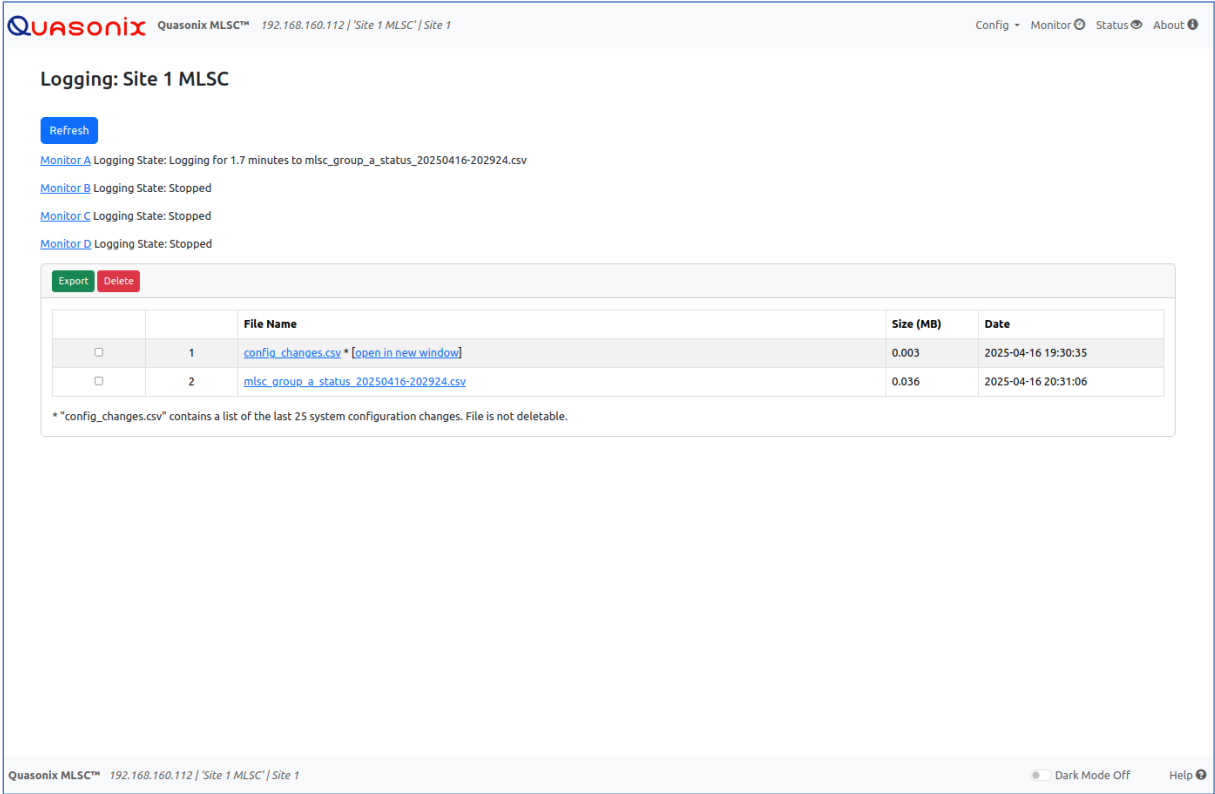 Quasonix Quasonix MLSC™ 192.168.160.112 | 'Site 1 MLSC' | Site 1 Config Monitor Status About
Logging: Site 1 MLSC
Refresh
Monitor A Logging State: Logging for 1.7 minutes to mlsc_group_a_status_20250416-202924.csv
Monitor B Logging State: Stopped
Monitor C Logging State: Stopped
Monitor D Logging State: Stopped
Export Delete
File Name Size (MB) Date
1 config_changes.csv * [open in new window] 0.003 2025-04-16 19:30:35
2 mlsc_group_a_status_20250416-202924.csv 0.036 2025-04-16 20:31:06
* "config_changes.csv" contains a list of the last 25 system configuration changes. File is not deletable.
Quasonix MLSC™ 192.168.160.112 | 'Site 1 MLSC' | Site 1 Dark Mode Off Help